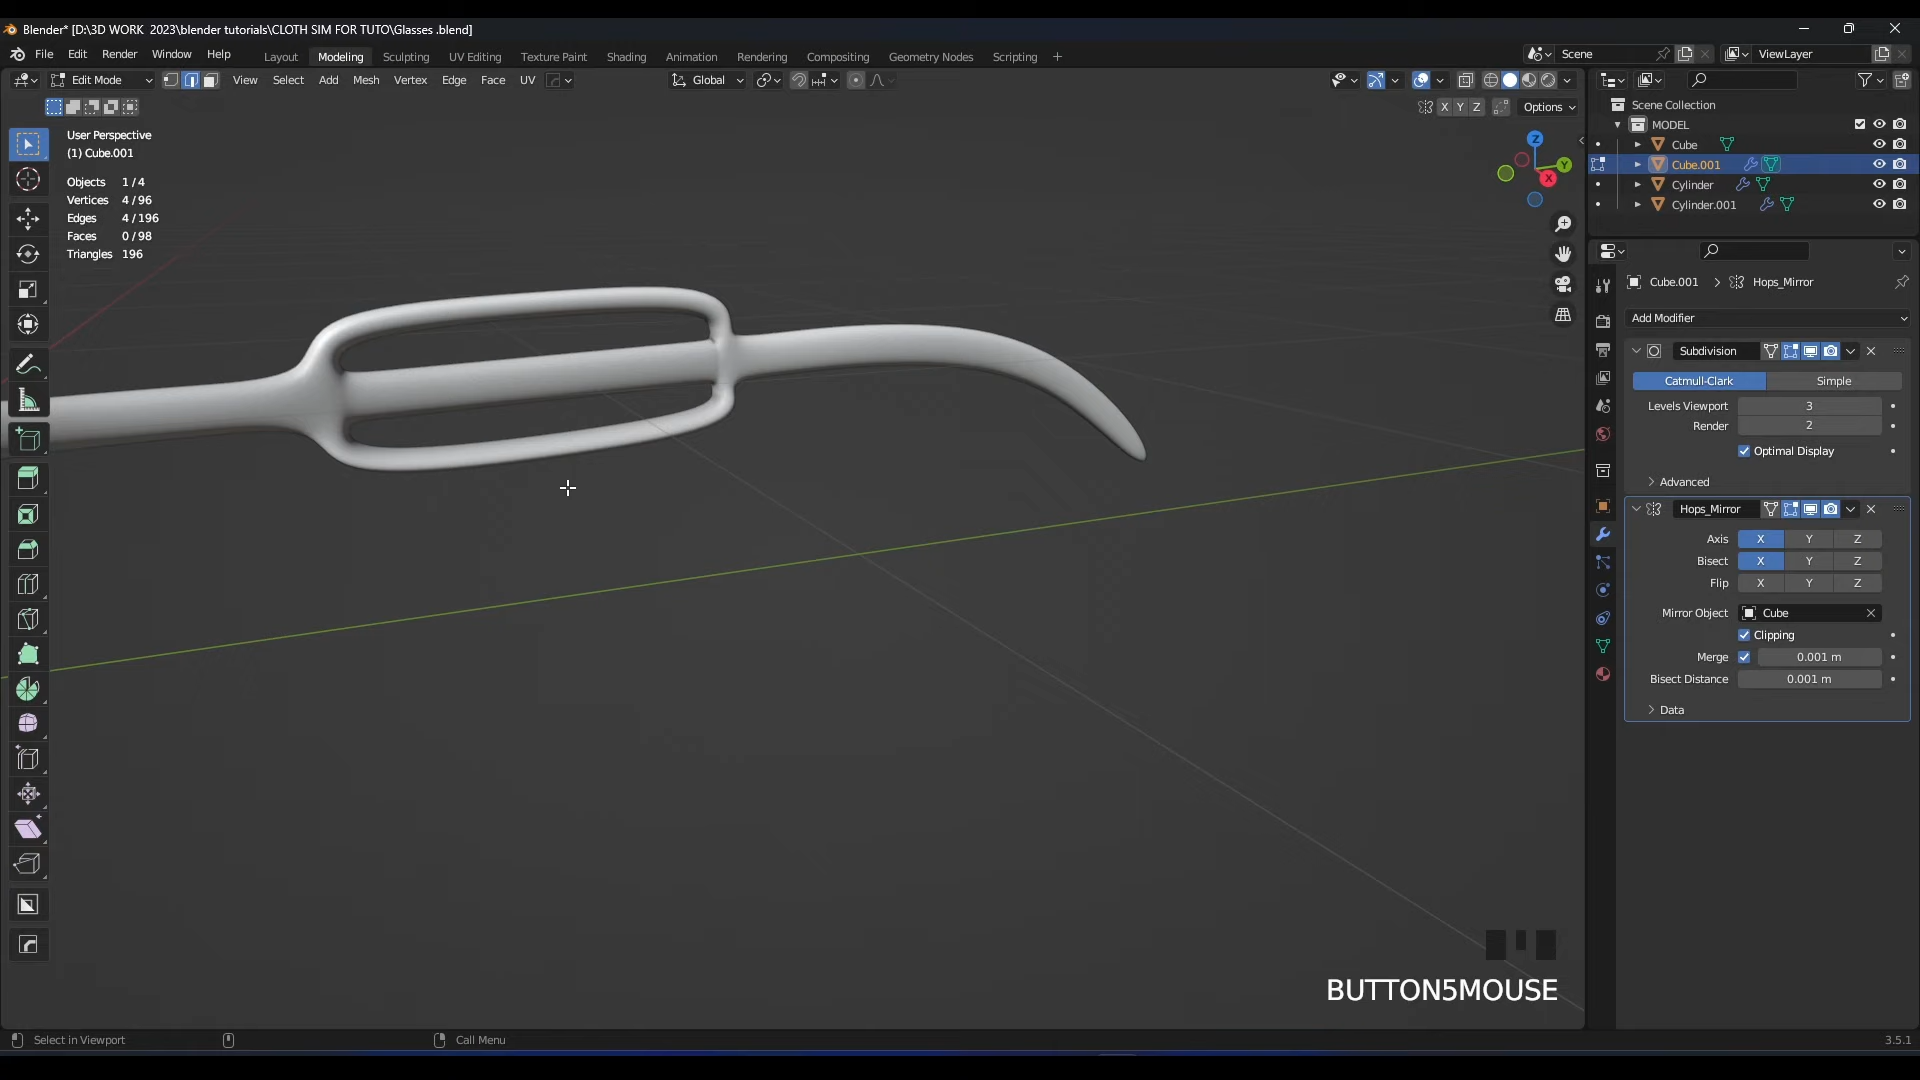 Blender* [D:\3D WORK 2023\blender tutorials\CLOTH SIM FOR TUTO\Glasses .blend]
File Edit Render Window Help Layout Modeling Sculpting UV Editing Texture Paint Shading Animation Rendering Compositing Geometry Nodes Scripting + Scene ViewLayer
Edit Mode View Select Add Mesh Vertex Edge Face UV Global
X Y Z Options
User Perspective
(1) Cube.001
Objects 1/4
Vertices 4/96
Edges 4/196
Faces 0/98
Triangles 196
Z
Y
X
Scene Collection
MODEL
Cube
Cube.001
Cylinder
Cylinder.001
Cube.001 > Hops_Mirror
Add Modifier
Subdivision
Catmull-Clark Simple
Levels Viewport 3
Render 2
Optimal Display
Advanced
Hops_Mirror
Axis X Y Z
Bisect X Y Z
Flip X Y Z
Mirror Object Cube
Clipping
Merge 0.001 m
Bisect Distance 0.001 m
Data
BUTTON5MOUSE
Select in Viewport Call Menu 3.5.1